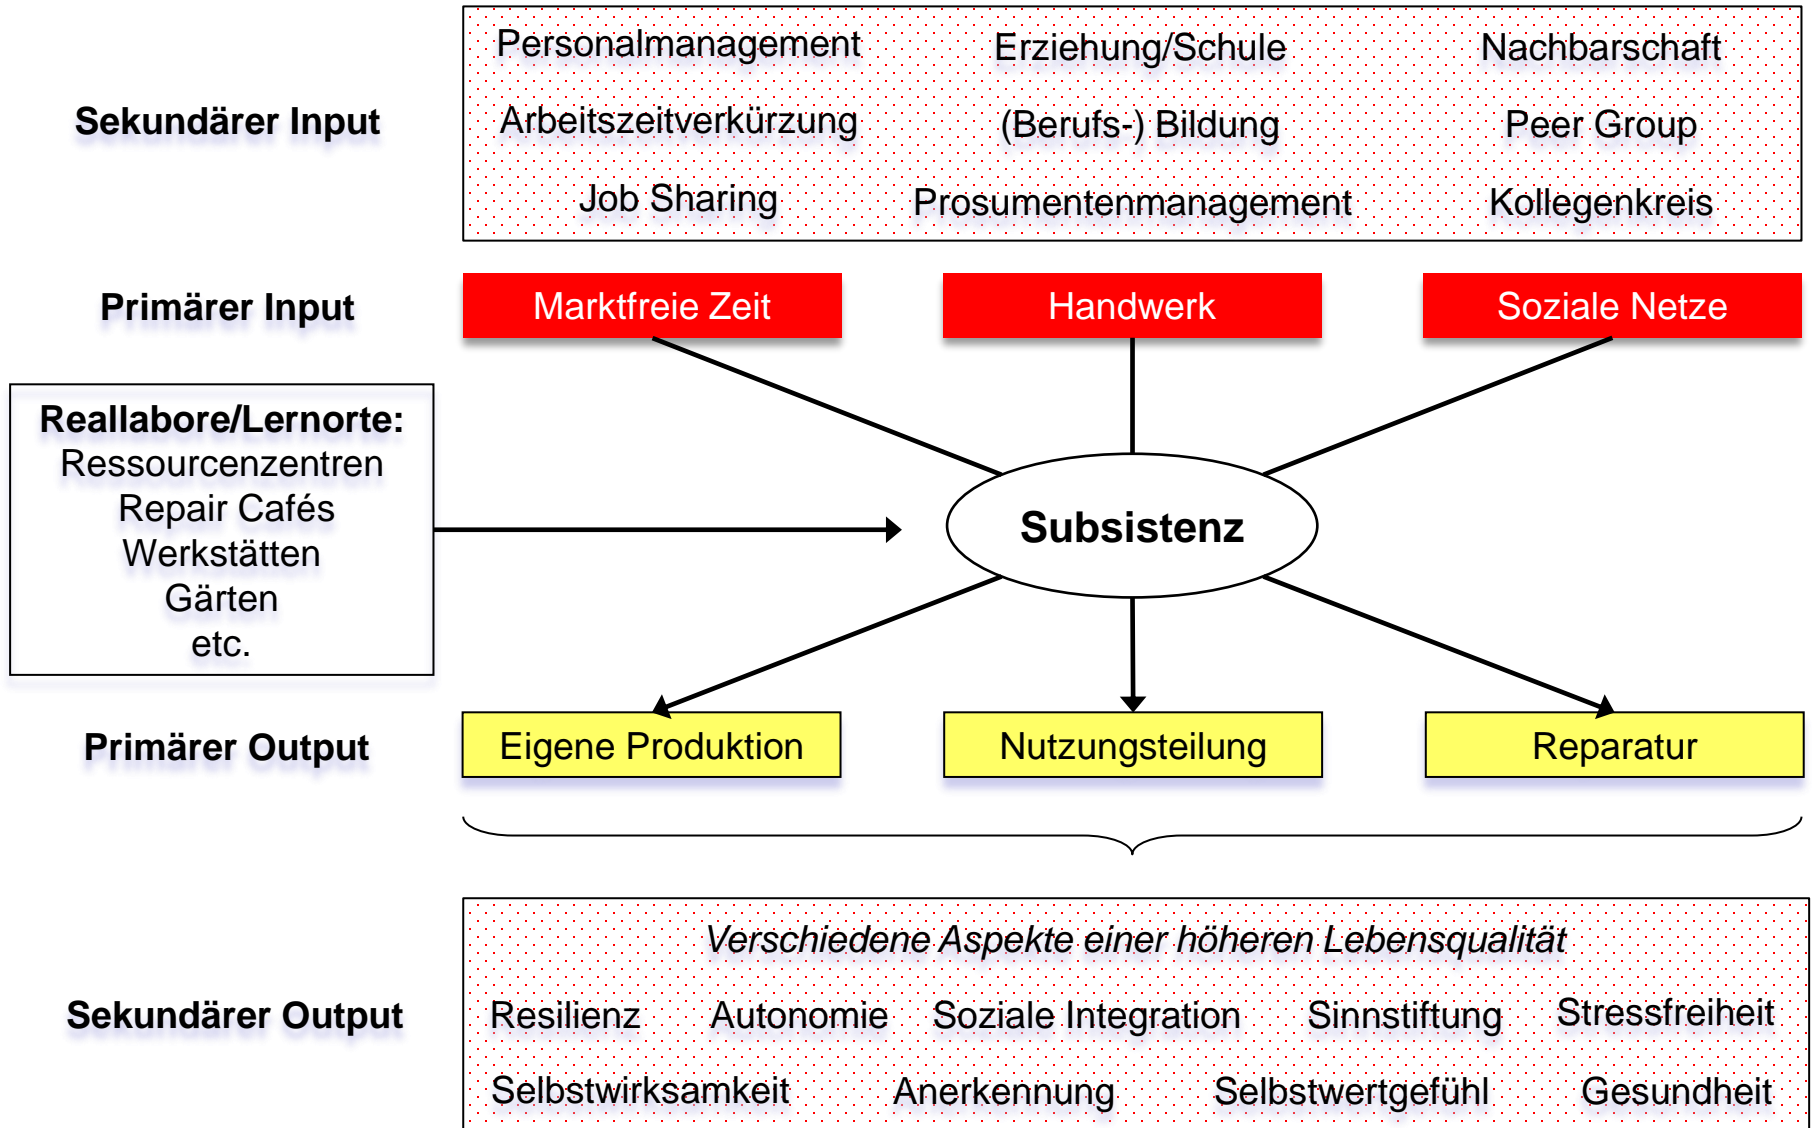 Personalmanagement Erziehung/Schule Nachbarschaft
Sekundärer Input Arbeitszeitverkürzung (Berufs-) Bildung Peer Group
Job Sharing Prosumentenmanagement Kollegenkreis
Primärer Input Marktfreie Zeit Handwerk Soziale Netze
Reallabore/Lernorte:
Ressourcenzentren
Repair Cafés
Werkstätten
Gärten
etc.
Subsistenz
Primärer Output Eigene Produktion Nutzungsteilung Reparatur
Verschiedene Aspekte einer höheren Lebensqualität
Sekundärer Output Resilienz Autonomie Soziale Integration Sinnstiftung Stressfreiheit
Selbstwirksamkeit Anerkennung Selbstwertgefühl Gesundheit